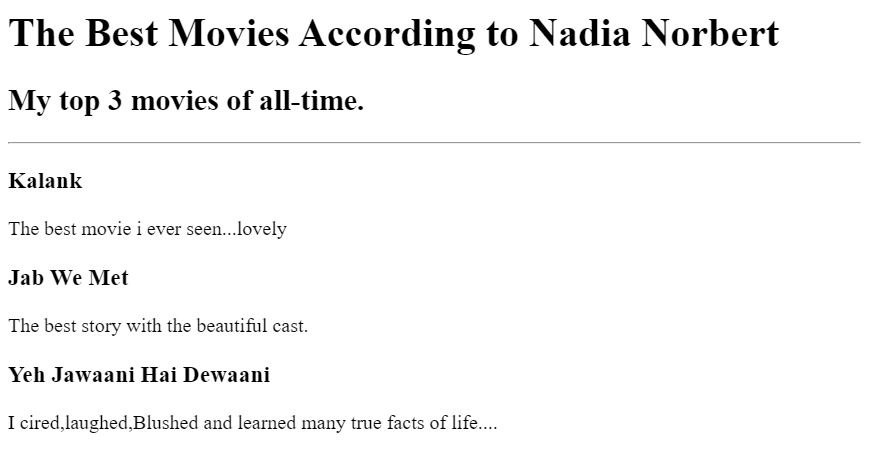 The Best Movies According to Nadia Norbert
My top 3 movies of all-time.
Kalank
The best movie i ever seen...lovely
Jab We Met
The best story with the beautiful cast.
Yeh Jawaani Hai Dewaani
I cired,laughed,Blushed and learned many true facts of life....